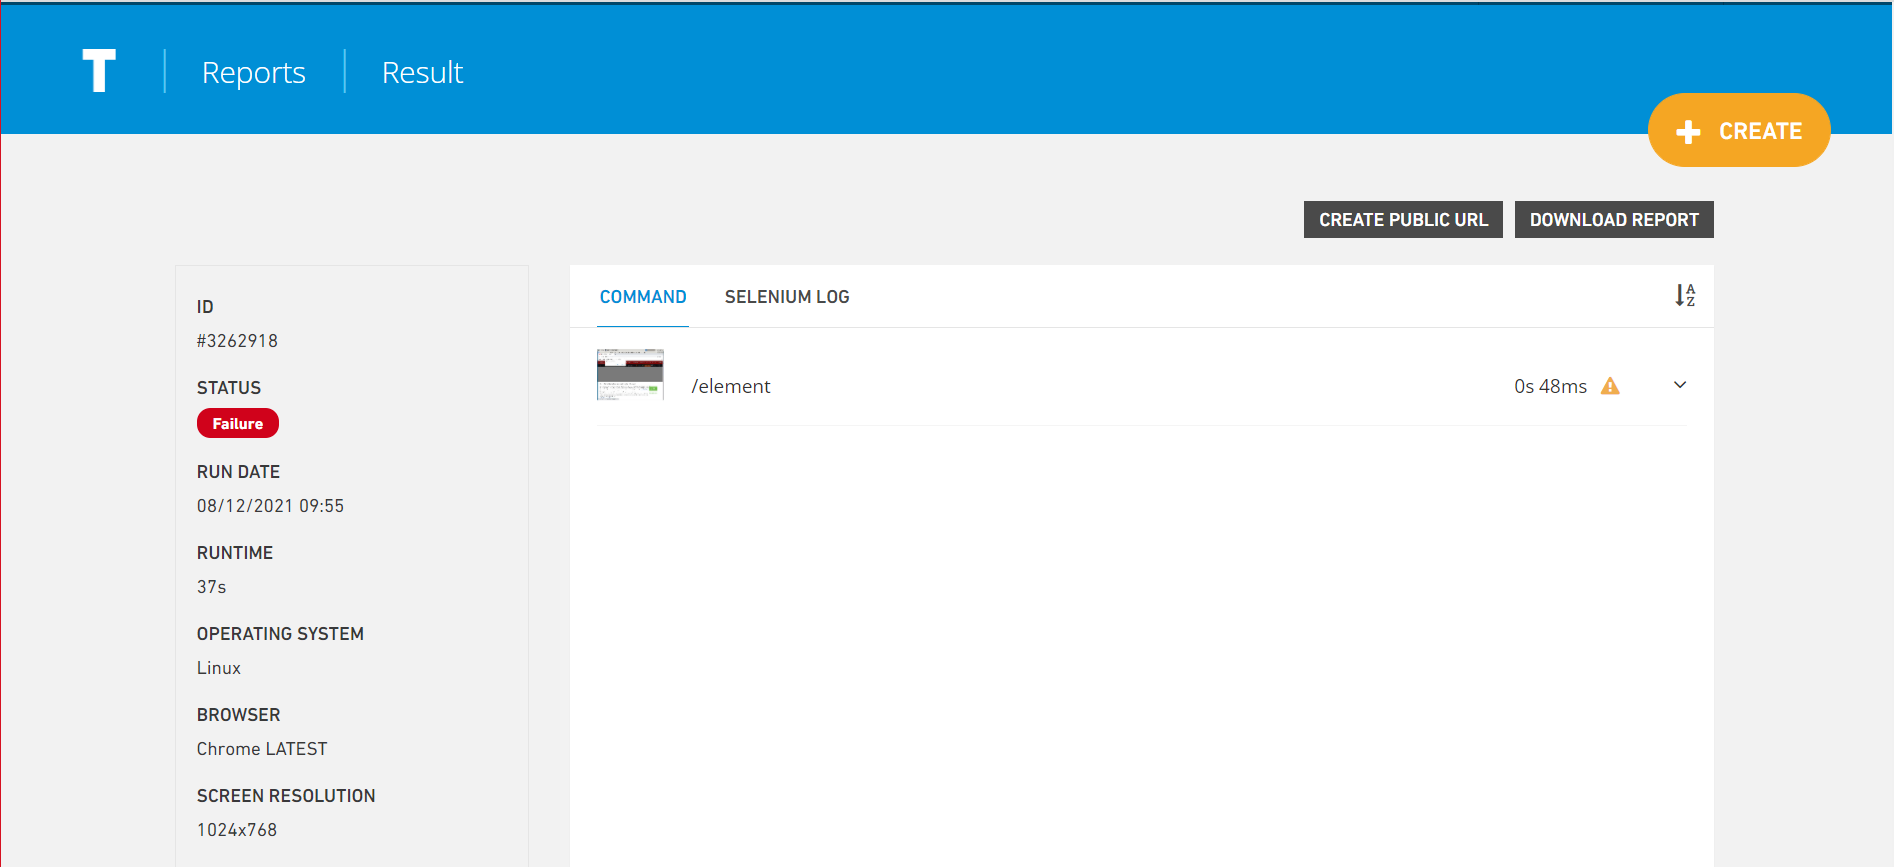 T
Reports
Result
CREATE
CREATE PUBLIC URL
DOWNLOAD REPORT
ID
#3262918
STATUS
Failure
RUN DATE
08/12/2021 09:55
RUNTIME
37s
OPERATING SYSTEM
Linux
BROWSER
Chrome LATEST
SCREEN RESOLUTION
1024x768
COMMAND
SELENIUM LOG
A
Z
/element
0s 48ms